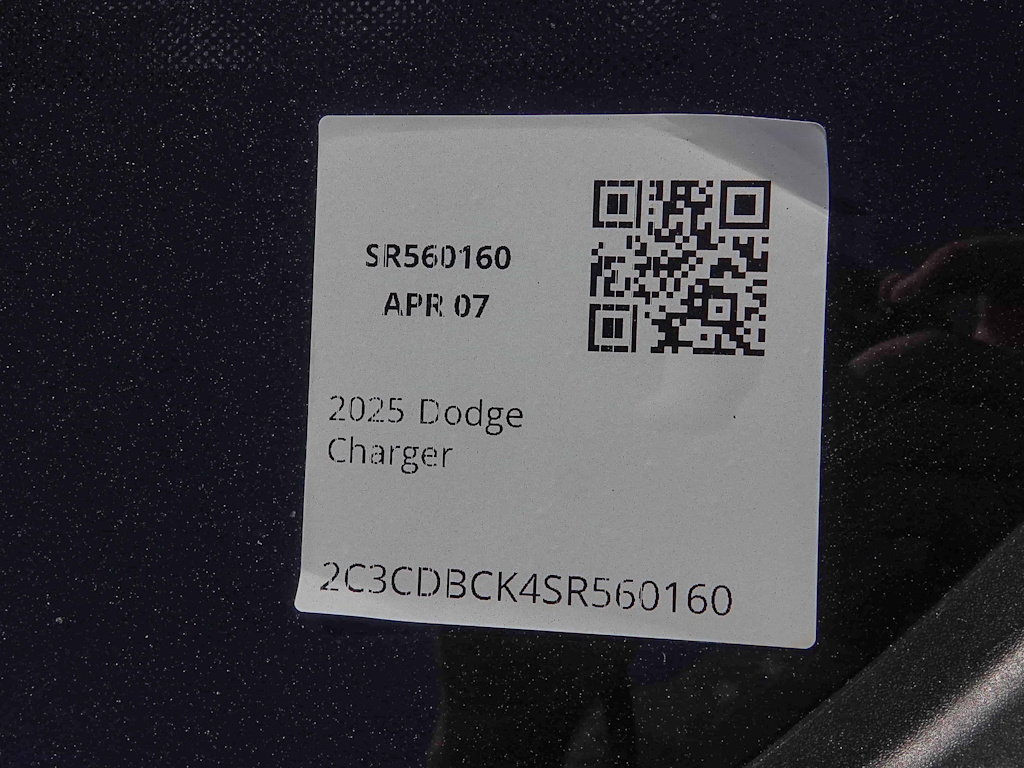 SR560160
APR 07
2025 Dodge
Charger
2C3CDBCK4SR560160